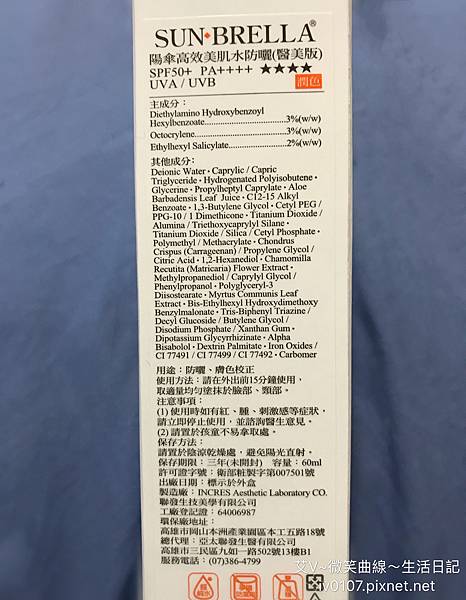 SUN·BRELLA®
陽傘高效美肌水防曬(醫美版)
SPF50+ PA++++ ★★★★
UVA / UVB
潤色
主成分：
Diethylamino Hydroxybenzoyl
Hexylbenzoate..................3%(w/w)
Octocrylene.....................3%(w/w)
Ethylhexyl Salicylate...............2%(w/w)
其他成分：
Deionic Water、Caprylic / Capric
Triglyceride、Hydrogenated Polyisobutene、
Glycerine、Propylheptyl Caprylate、Aloe
Barbadensis Leaf Juice、C12-15 Alkyl
Benzoate、1,3-Butylene Glycol、Cetyl PEG /
PPG-10 / 1 Dimethicone、Titanium Dioxide /
Alumina / Triethoxycaprylyl Silane、
Titanium Dioxide / Silica / Cetyl Phosphate、
Polymethyl / Methacrylate、Chondrus
Crispus (Carrageenan) / Propylene Glycol /
Citric Acid、1,2-Hexanediol、Chamomilla
Recutita (Matricaria) Flower Extract、
Methylpropanediol / Caprylyl Glycol /
Phenylpropanol、Polyglyceryl-3
Diisostearate、Myrtus Communis Leaf
Extract、Bis-Ethylhexyl Hydroxydimethoxy
Benzylmalonate、Tris-Biphenyl Triazine /
Decyl Glucoside / Butylene Glycol /
Disodium Phosphate / Xanthan Gum、
Dipotassium Glycyrrhizinate、Alpha
Bisabolol、Dextrin Palmitate、Iron Oxides /
CI 77491 / CI 77499 / CI 77492、Carbomer
用途：防曬、膚色校正
使用方法：請在外出前15分鐘使用，
取適量均勻塗抹於臉部、頸部。
注意事項：
(1) 使用時如有紅、腫、刺激感等症狀，
請立即停止使用，並諮詢醫生意見。
(2) 請置於孩童不易拿取處。
保存方法：
請置於陰涼乾燥處，避免陽光直射。
保存期限：三年(未開封) 容量：60ml
許可證字號：衛部粧製字第007501號
出廠日期：標示於外盒
製造廠：INCRES Aesthetic Laboratory CO.
聯發生技美學有限公司
工廠登記證：64006987
環保廠地址：
高雄市岡山本洲產業園區本工五路18號
總代理：亞太聯發生醫有限公司
高雄市三民區九如一路502號13樓B1
服務電話：(07)386-4799
艾V~微笑曲線~生活日記
iv0107.pixnet.net